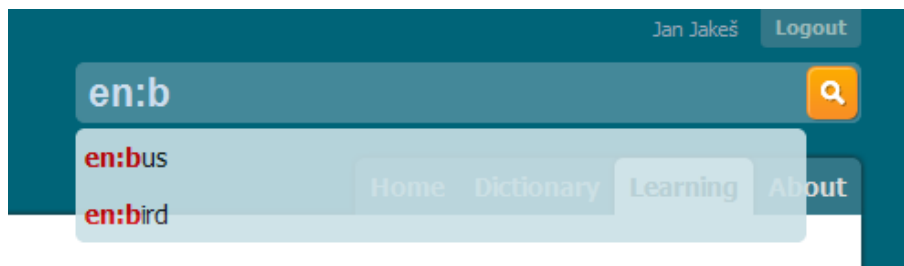 Jan Jakeš Logout
en:b
en:bus
Home Dictionary Learning About
en:bird